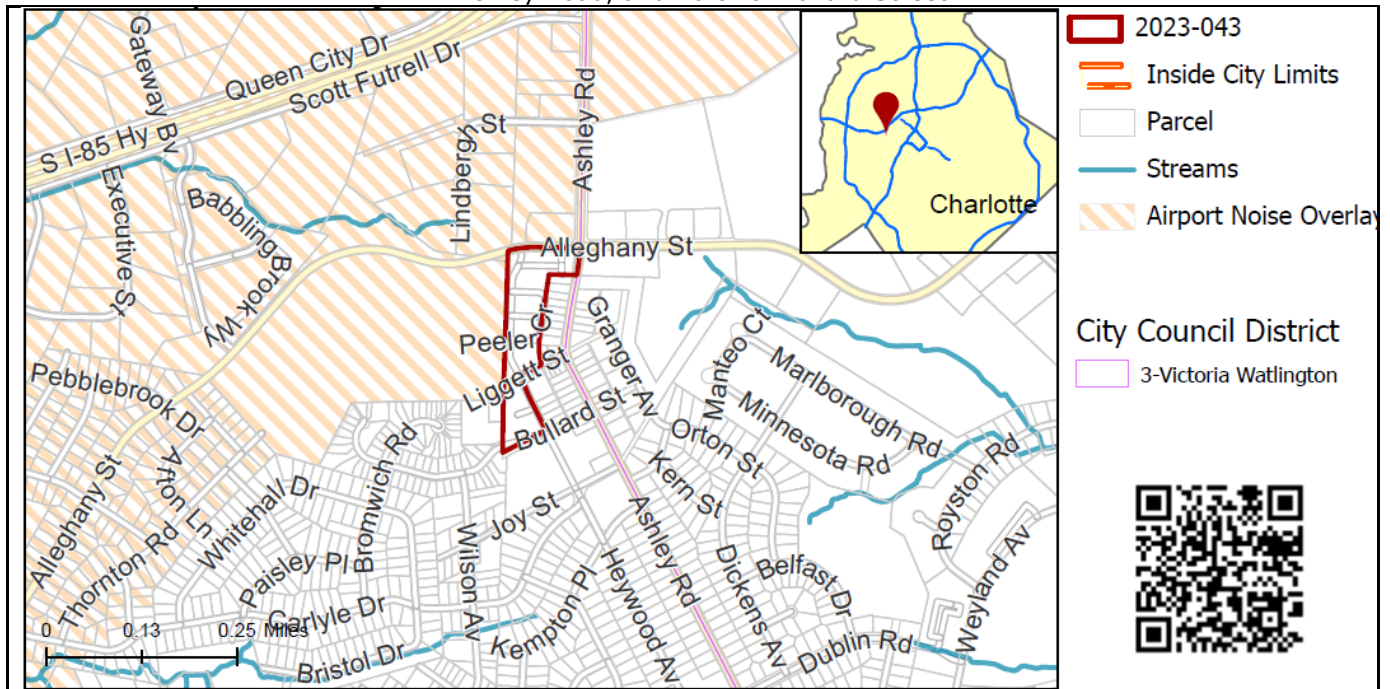 Gateway Bv
Queen City Dr
Scott Futrell Dr
S I-85 Hy
Executive St
Babbling Brook Wy
Lindbergh St
Ashley Rd
Alleghany St
Peeler Cr
Liggett St
Bullard St
Granger Av
Manteo Ct
Marlborough Rd
Minnesota Rd
Orton St
Kern St
Royston Rd
Weyland Av
Pebblebrook Dr
Afton Ln
Alleghany St
Thornton Rd
Whitehall Dr
Bromwich Rd
Paisley Pl
Carlyle Dr
Wilson Av
Joy St
Kempton Pl
Heywood Av
Ashley Rd
Dickens Av
Belfast Dr
Dublin Rd
Bristol Dr
0 0.13 0.25 Miles
Charlotte
2023-043
Inside City Limits
Parcel
Streams
Airport Noise Overlay
City Council District
3-Victoria Watlington